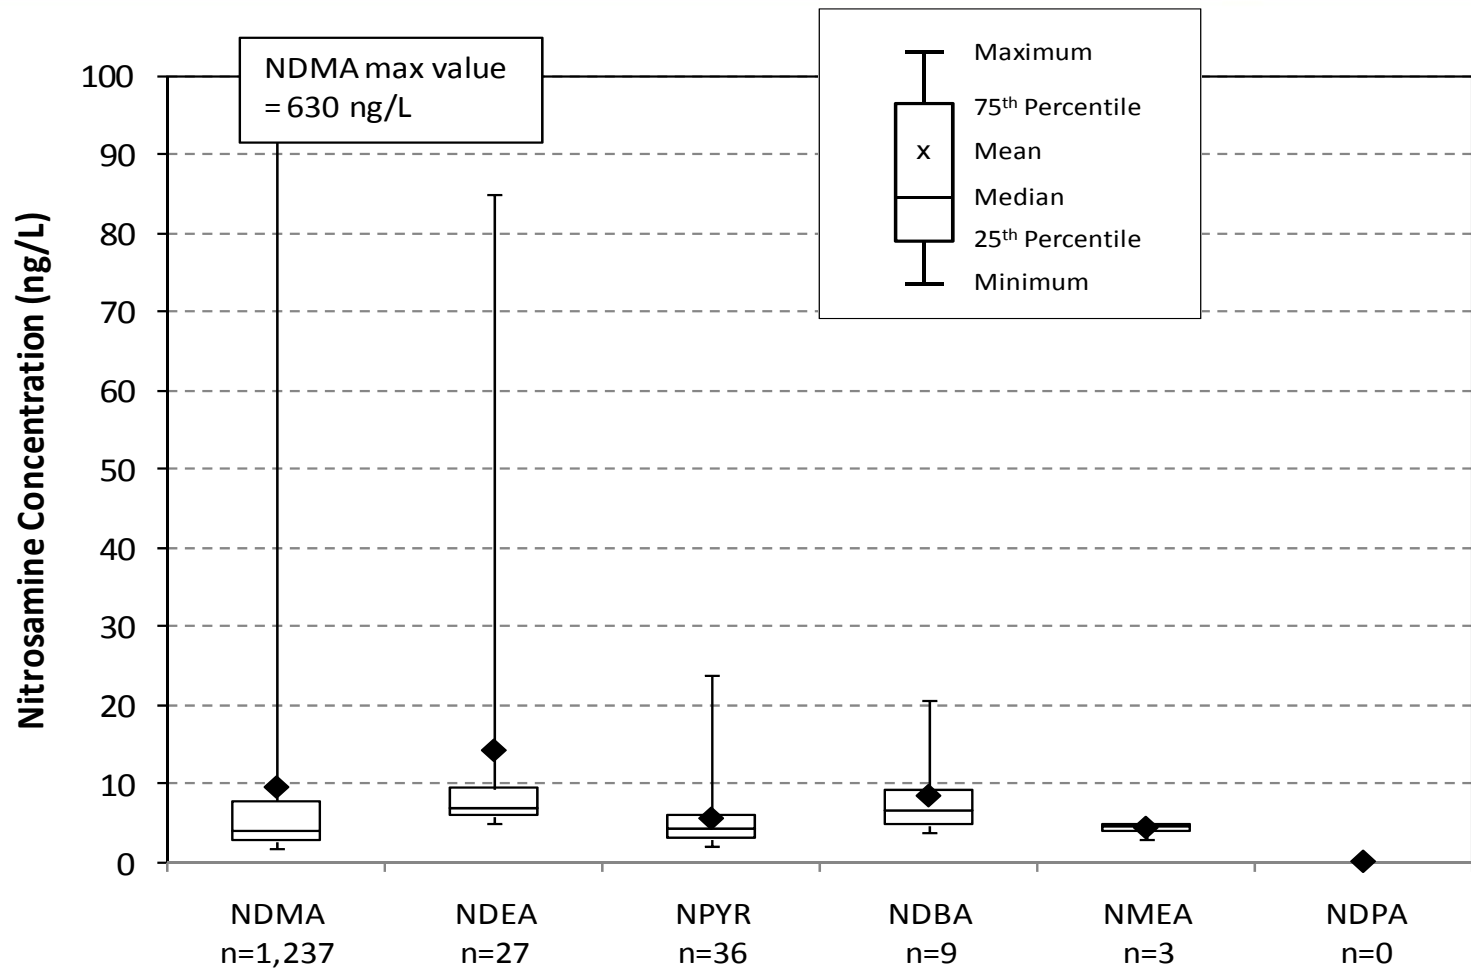 NDMA max value
= 630 ng/L
Maximum
75th Percentile
x Mean
Median
25th Percentile
Minimum
Nitrosamine Concentration (ng/L)
100
90
80
70
60
50
40
30
20
10
0
NDMA NDEA NPYR NDBA NMEA NDPA
n=1,237 n=27 n=36 n=9 n=3 n=0